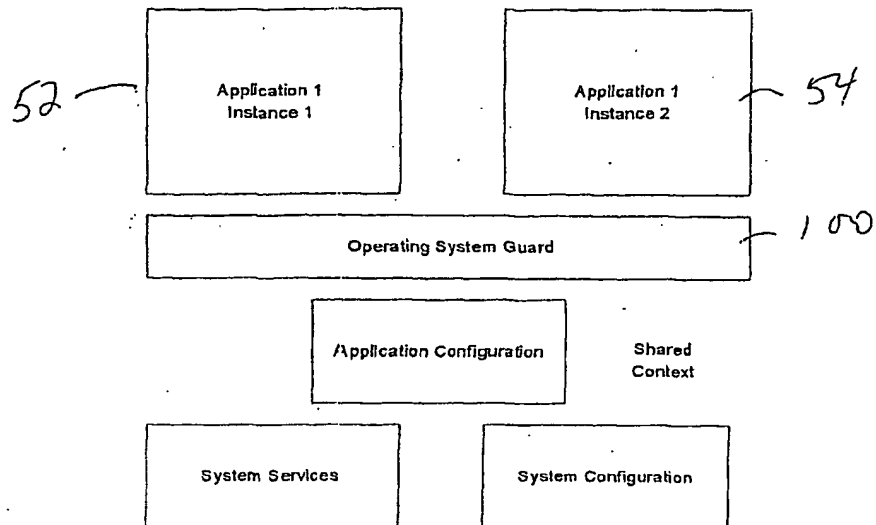 Application 1
Instance 1
Application 1
Instance 2
52
54
Operating System Guard
100
Application Configuration
Shared
Context
System Services
System Configuration